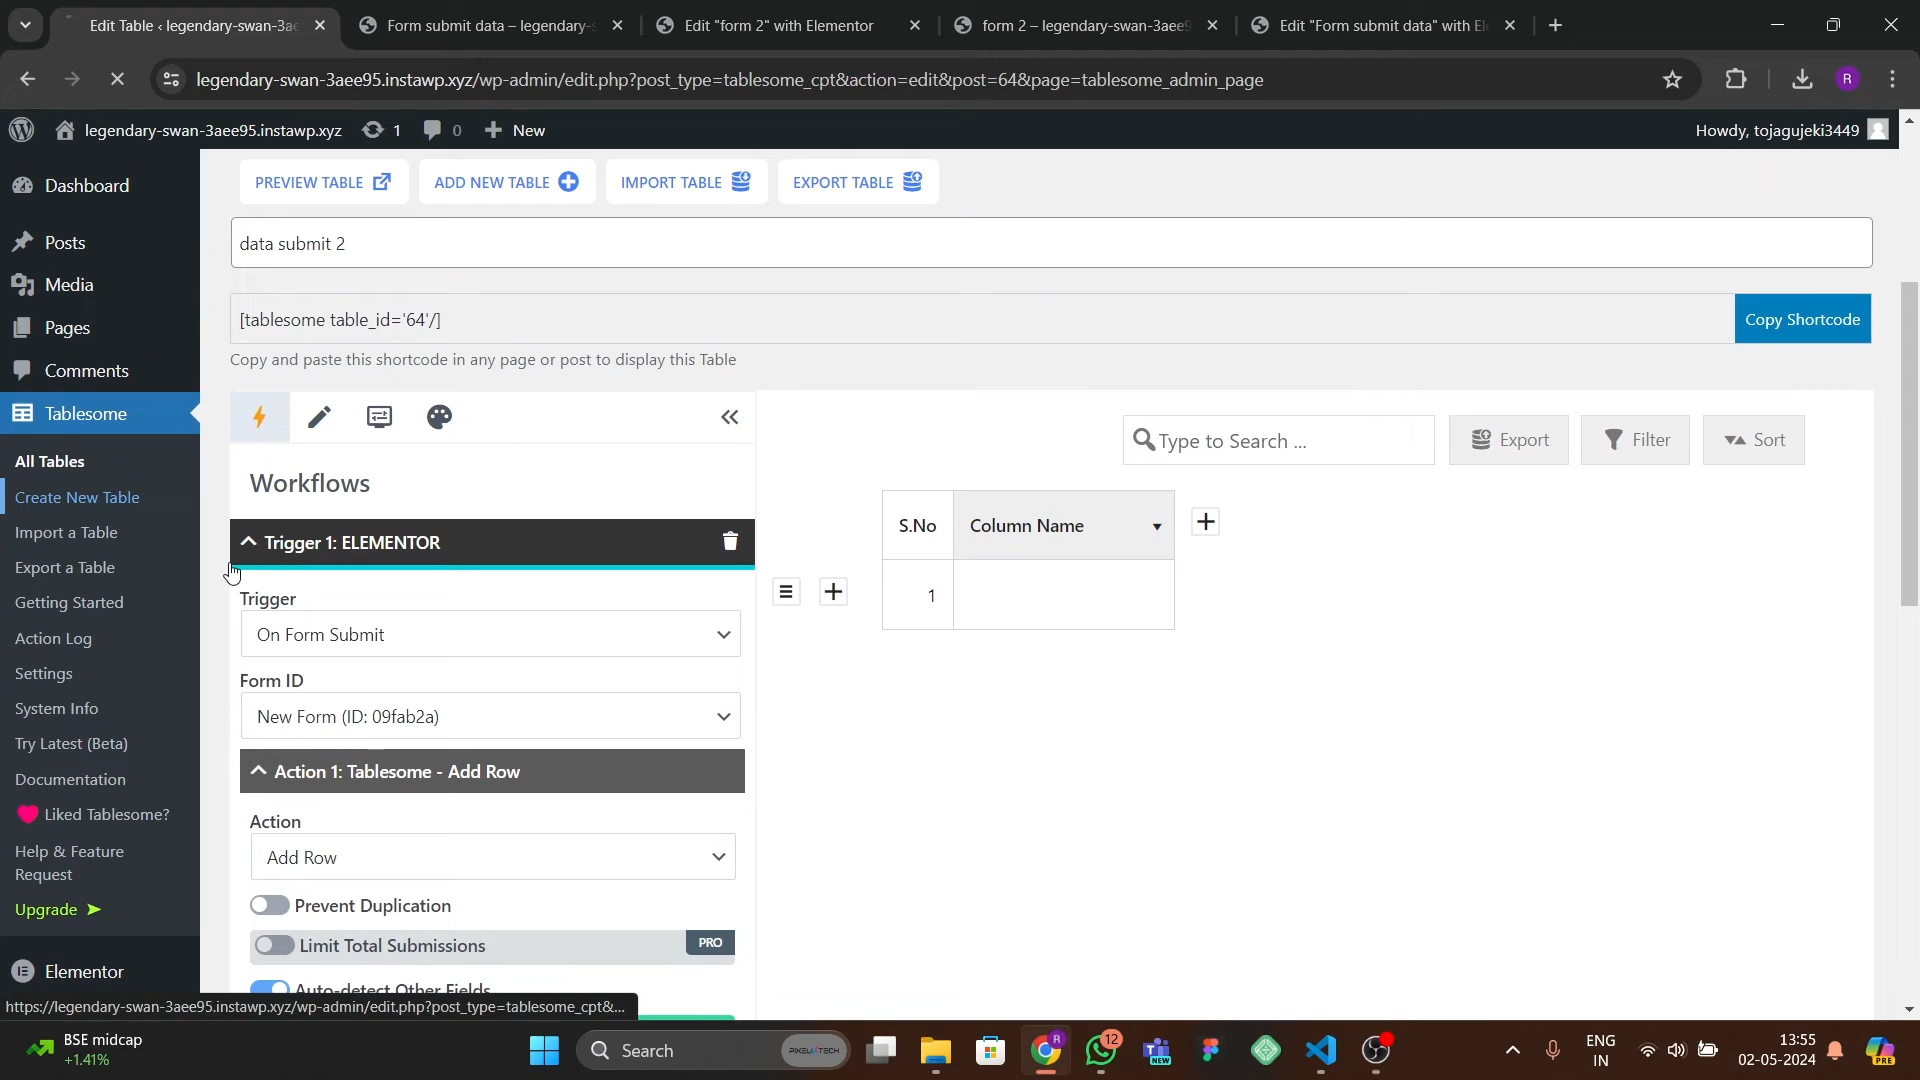 Edit Table ‹ legendary-swan-3ae
Form submit data – legendary-s
Edit "form 2" with Elementor
form 2 – legendary-swan-3aee9
Edit "Form submit data" with El
legendary-swan-3aee95.instawp.xyz/wp-admin/edit.php?post_type=tablesome_cpt&action=edit&post=64&page=tablesome_admin_page
R
legendary-swan-3aee95.instawp.xyz
1
0
New
Howdy, tojagujeki3449
Dashboard
Posts
Media
Pages
Comments
Tablesome
All Tables
Create New Table
Import a Table
Export a Table
Getting Started
Action Log
Settings
System Info
Try Latest (Beta)
Documentation
Liked Tablesome?
Help & Feature
Request
Upgrade ➤
Elementor
PREVIEW TABLE
ADD NEW TABLE
IMPORT TABLE
EXPORT TABLE
data submit 2
[tablesome table_id='64'/]
Copy Shortcode
Copy and paste this shortcode in any page or post to display this Table
Workflows
Trigger 1: ELEMENTOR
Trigger
On Form Submit
Form ID
New Form (ID: 09fab2a)
Action 1: Tablesome - Add Row
Action
Add Row
Prevent Duplication
Limit Total Submissions
PRO
Auto-detect Other Fields
Type to Search ...
Export
Filter
Sort
S.No
Column Name
1
https://legendary-swan-3aee95.instawp.xyz/wp-admin/edit.php?post_type=tablesome_cpt&...
BSE midcap
+1.41%
Search
PIXELATECH
R
12
NEW
ENG
IN
13:55
02-05-2024
PRE